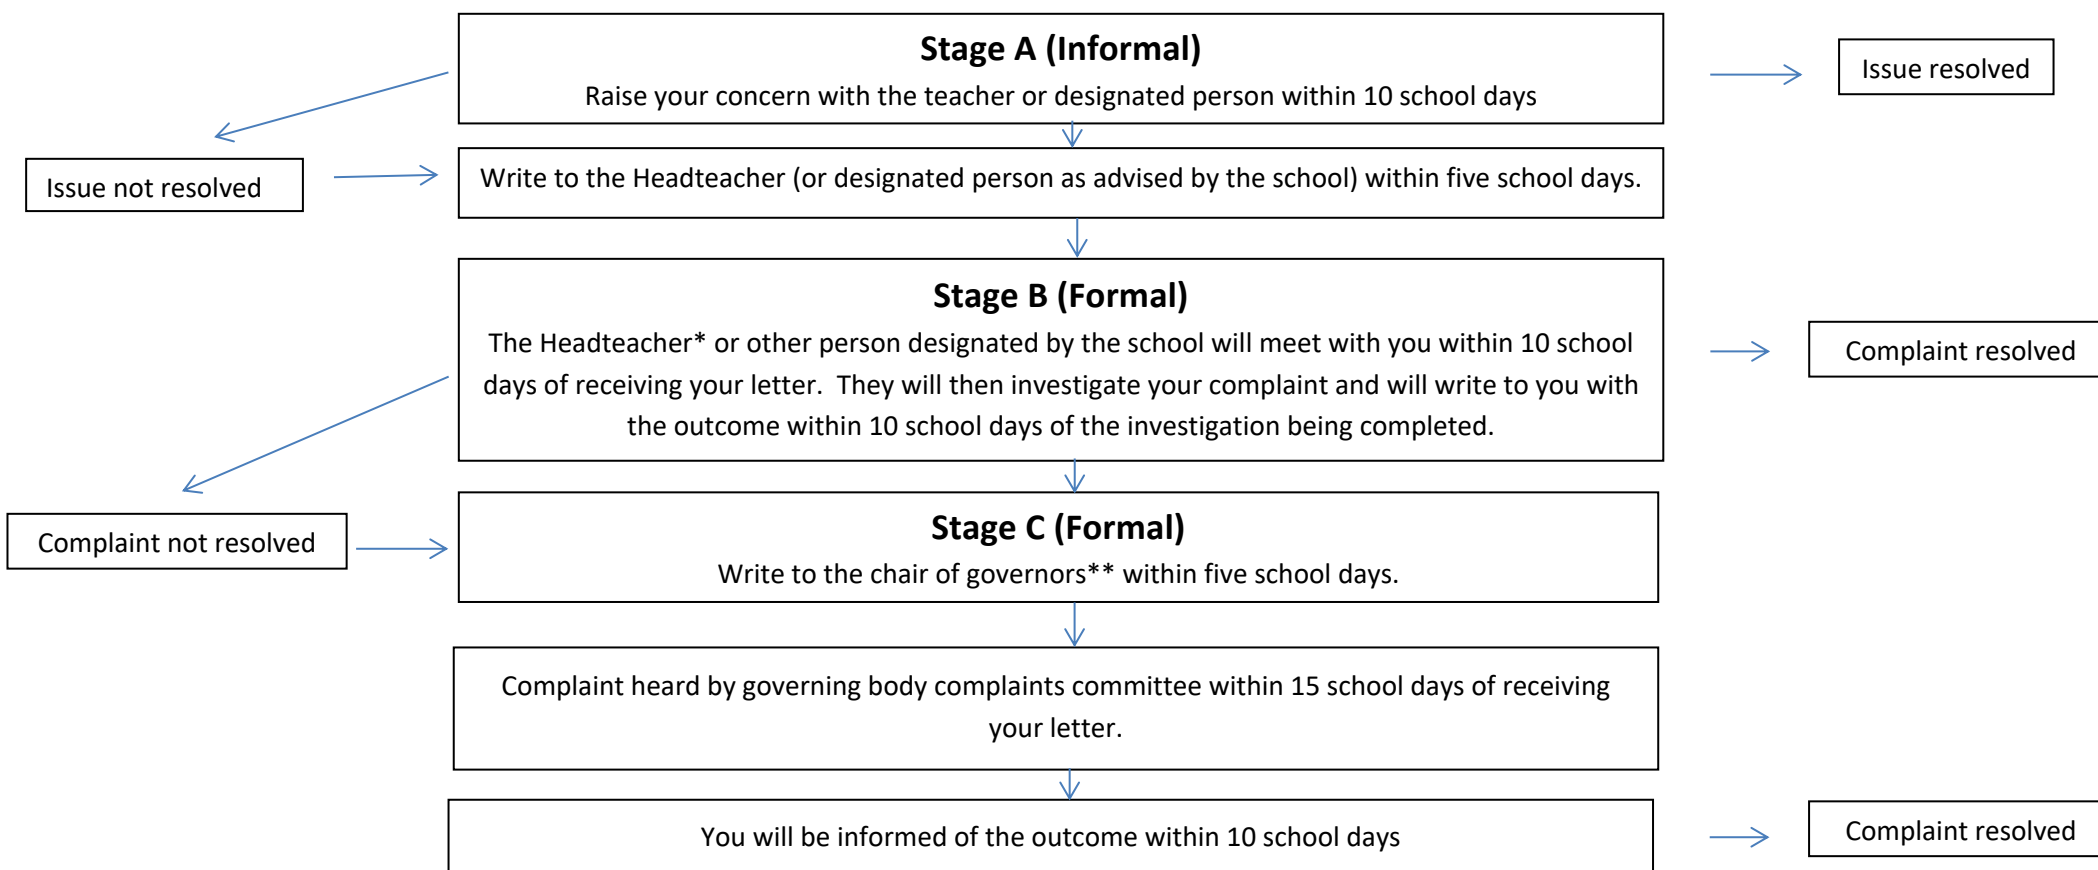 Stage A (Informal)
Raise your concern with the teacher or designated person within 10 school days
Issue resolved
Issue not resolved
Write to the Headteacher (or designated person as advised by the school) within five school days.
Stage B (Formal)
The Headteacher* or other person designated by the school will meet with you within 10 school
days of receiving your letter.  They will then investigate your complaint and will write to you with
the outcome within 10 school days of the investigation being completed.
Complaint resolved
Complaint not resolved
Stage C (Formal)
Write to the chair of governors** within five school days.
Complaint heard by governing body complaints committee within 15 school days of receiving
your letter.
You will be informed of the outcome within 10 school days
Complaint resolved